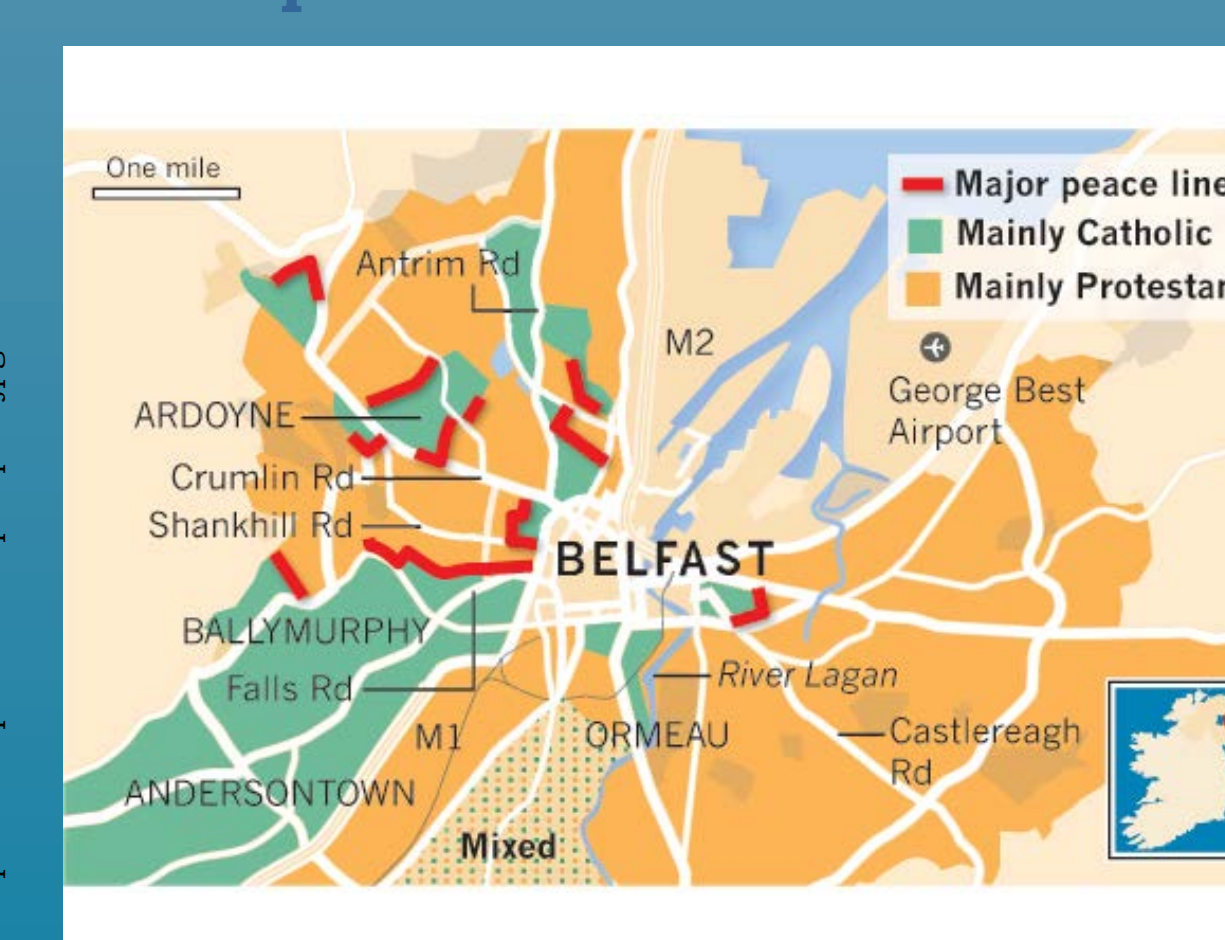 One mile
Major peace line
Mainly Catholic
Mainly Protestan
Antrim Rd
M2
George Best
Airport
ARDOYNE
Crumlin Rd
Shankhill Rd
BELFAST
BALLYMURPHY
Falls Rd
River Lagan
M1
ORMEAU
Castlereagh
Rd
ANDERSONTOWN
Mixed